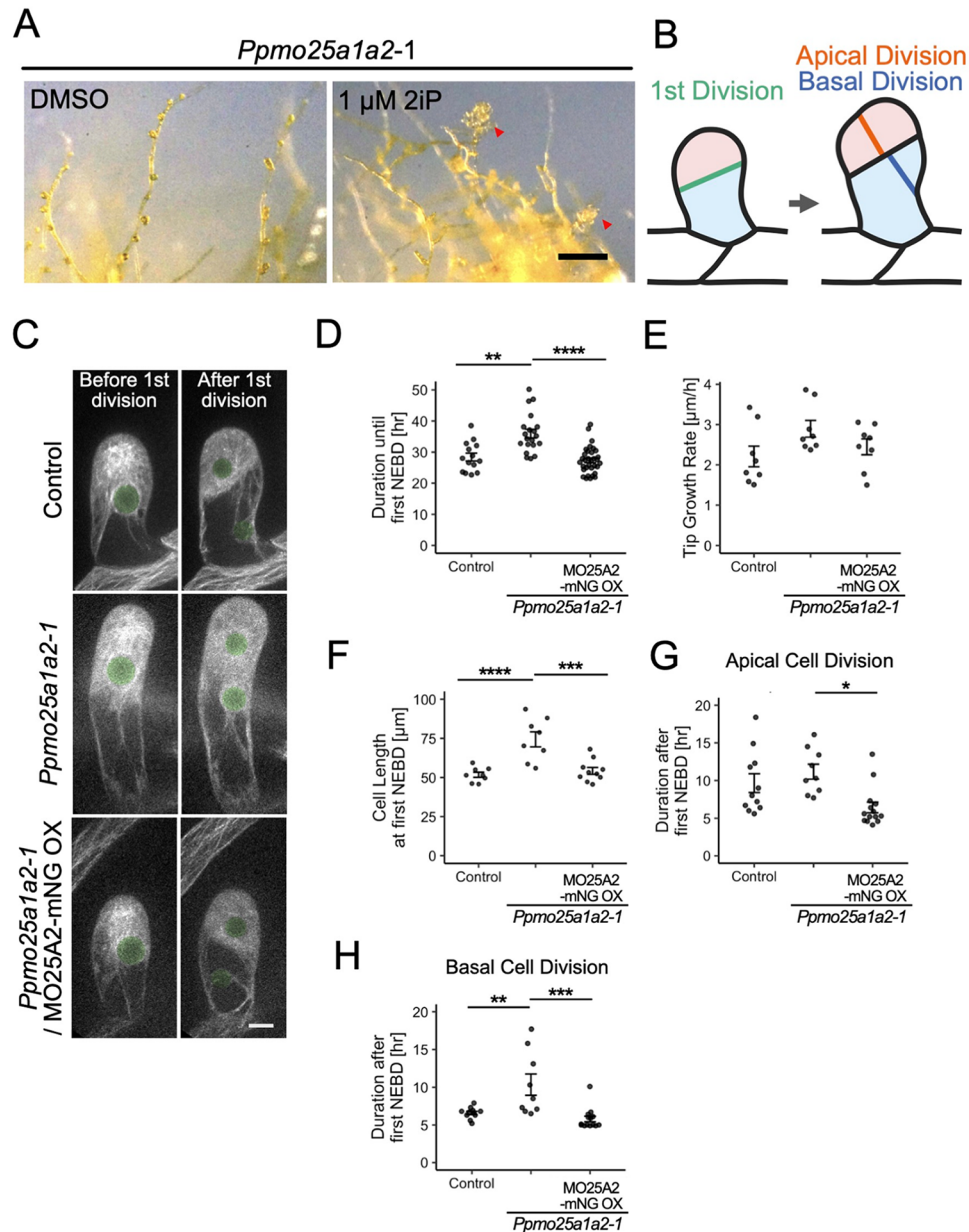 A
Ppmo25a1a2-1
DMSO
1 µM 2iP
B
Apical Division
1st Division
Basal Division
C
Before 1st
division
After 1st
division
Control
Ppmo25a1a2-1
Ppmo25a1a2-1
/ MO25A2-mNG OX
D
**
****
Duration until
first NEBD [hr]
50
40
30
20
10
0
Control
MO25A2
-mNG OX
Ppmo25a1a2-1
E
Tip Growth Rate [µm/h]
4
3
2
1
0
Control
MO25A2
-mNG OX
Ppmo25a1a2-1
F
****
***
Cell Length
at first NEBD [µm]
100
75
50
25
0
Control
MO25A2
-mNG OX
Ppmo25a1a2-1
G
Apical Cell Division
*
Duration after
first NEBD [hr]
20
15
10
5
0
Control
MO25A2
-mNG OX
Ppmo25a1a2-1
H
Basal Cell Division
**
***
Duration after
first NEBD [hr]
20
15
10
5
0
Control
MO25A2
-mNG OX
Ppmo25a1a2-1